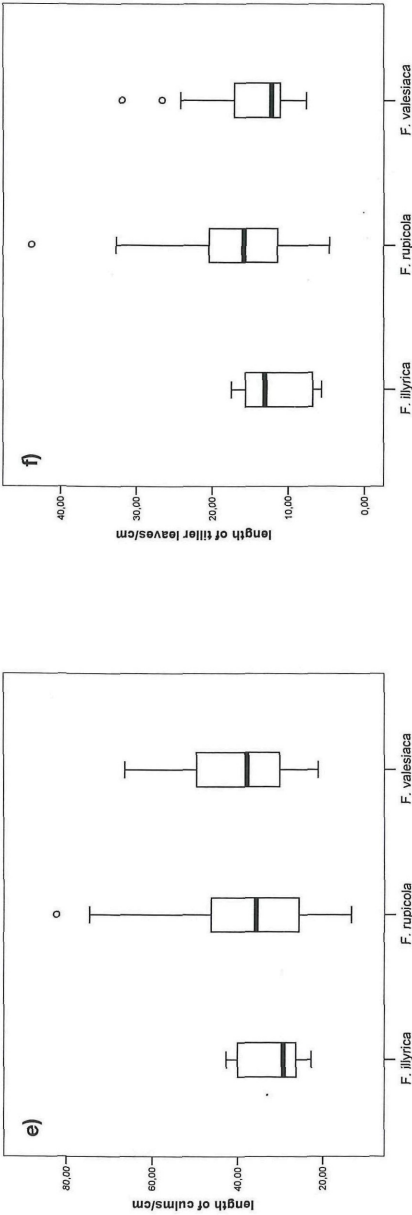 e)
length of culms/cm
80,00
60,00
40,00
20,00
F. illyrica
F. rupicola
F. valesiaca
f)
length of tiller leaves/cm
40,00
30,00
20,00
10,00
0,00
F. illyrica
F. rupicola
F. valesiaca